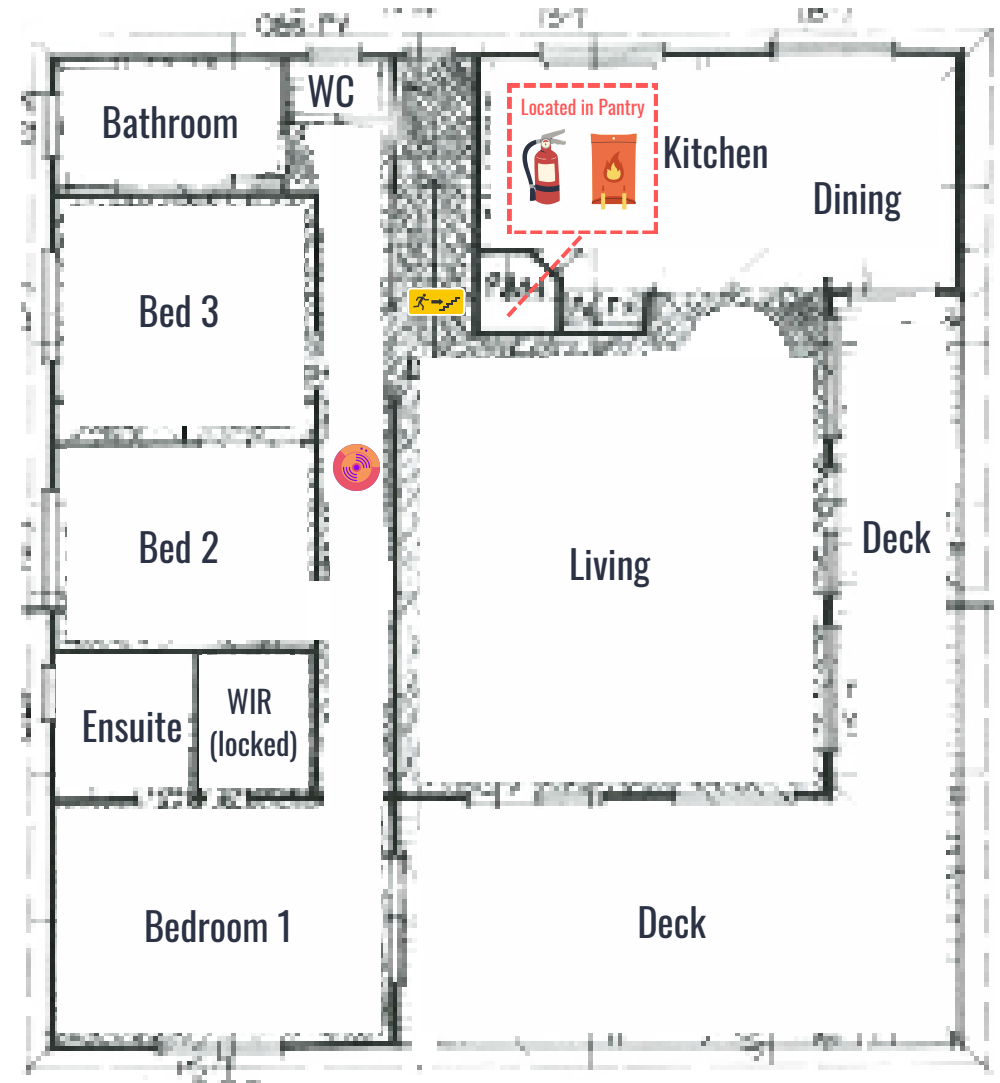 WC
Bathroom
Located in Pantry
Kitchen
Dining
Bed 3
Bed 2
Living
Deck
WIR
(locked)
Ensuite
Bedroom 1
Deck